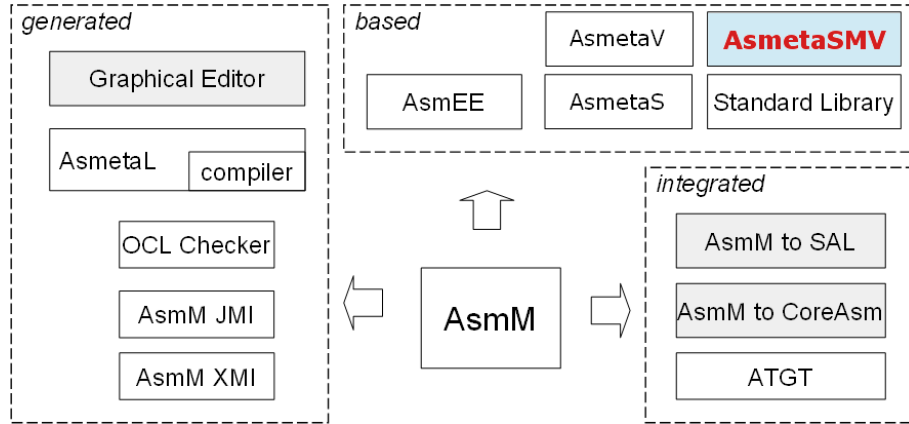 generated
Graphical Editor
AsmetaL
compiler
OCL Checker
AsmM JMI
AsmM XMI
based
AsmetaV
AsmetaSMV
AsmEE
AsmetaS
Standard Library
AsmM
integrated
AsmM to SAL
AsmM to CoreAsm
ATGT